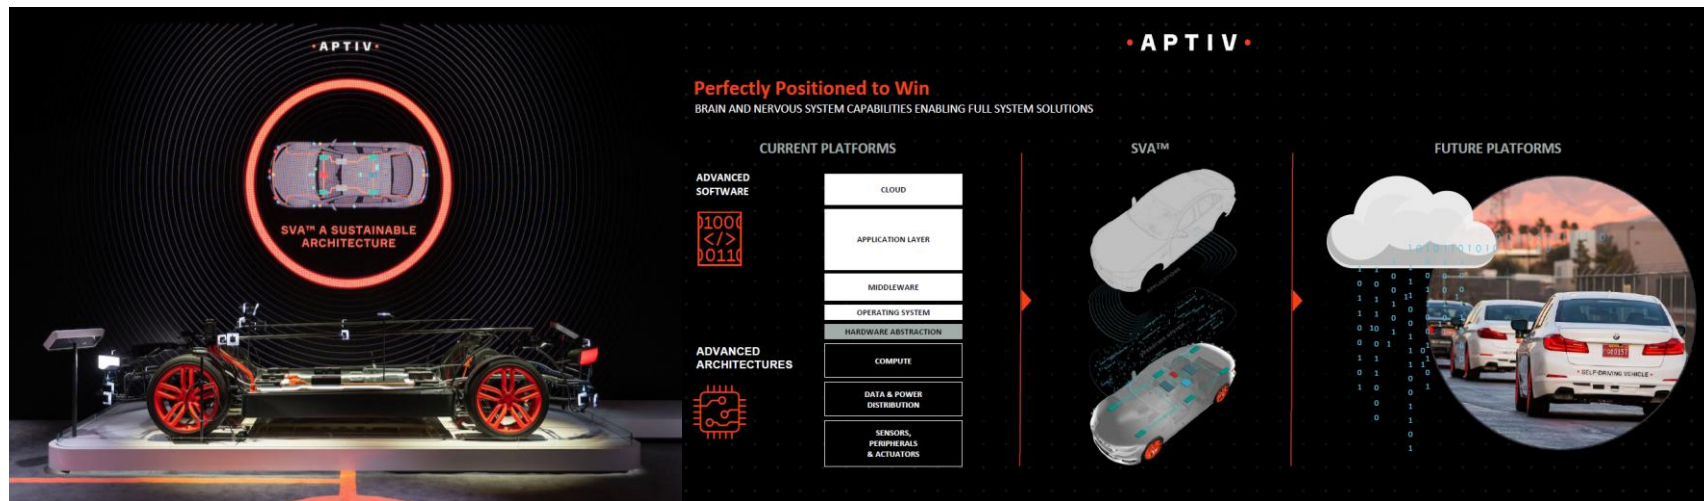 • APTIV •
SVA™ A SUSTAINABLE
ARCHITECTURE
• APTIV •
Perfectly Positioned to Win
BRAIN AND NERVOUS SYSTEM CAPABILITIES ENABLING FULL SYSTEM SOLUTIONS
CURRENT PLATFORMS
ADVANCED
SOFTWARE
0100
</>
0110
CLOUD
APPLICATION LAYER
MIDDLEWARE
OPERATING SYSTEM
HARDWARE ABSTRACTION
ADVANCED
ARCHITECTURES
COMPUTE
DATA & POWER
DISTRIBUTION
SENSORS,
PERIPHERALS
& ACTUATORS
SVA™
FUTURE PLATFORMS
• SELF-DRIVING VEHICLE •